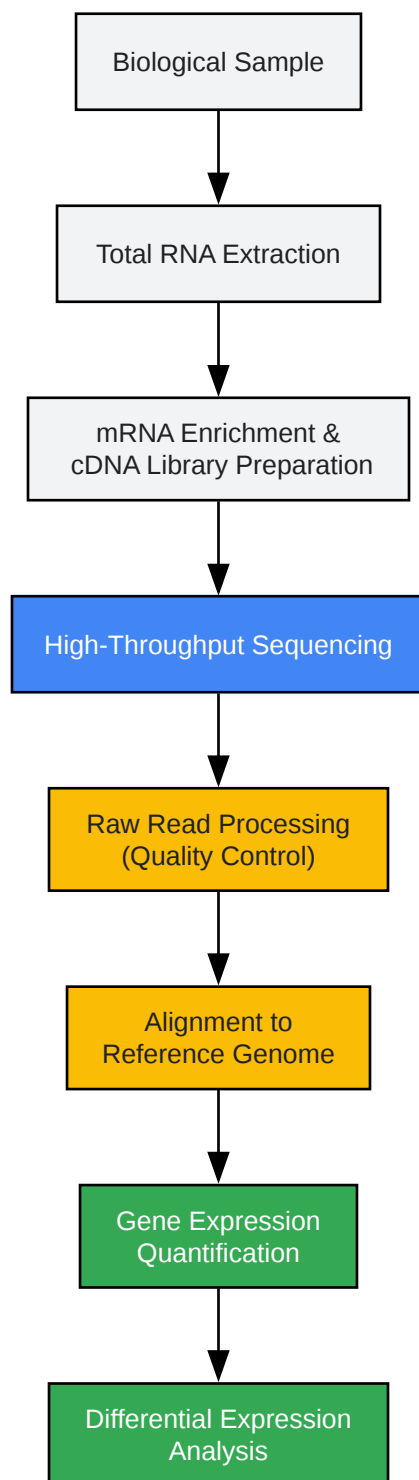 Biological Sample
Total RNA Extraction
mRNA Enrichment &
cDNA Library Preparation
High-Throughput Sequencing
Raw Read Processing
(Quality Control)
Alignment to
Reference Genome
Gene Expression
Quantification
Differential Expression
Analysis